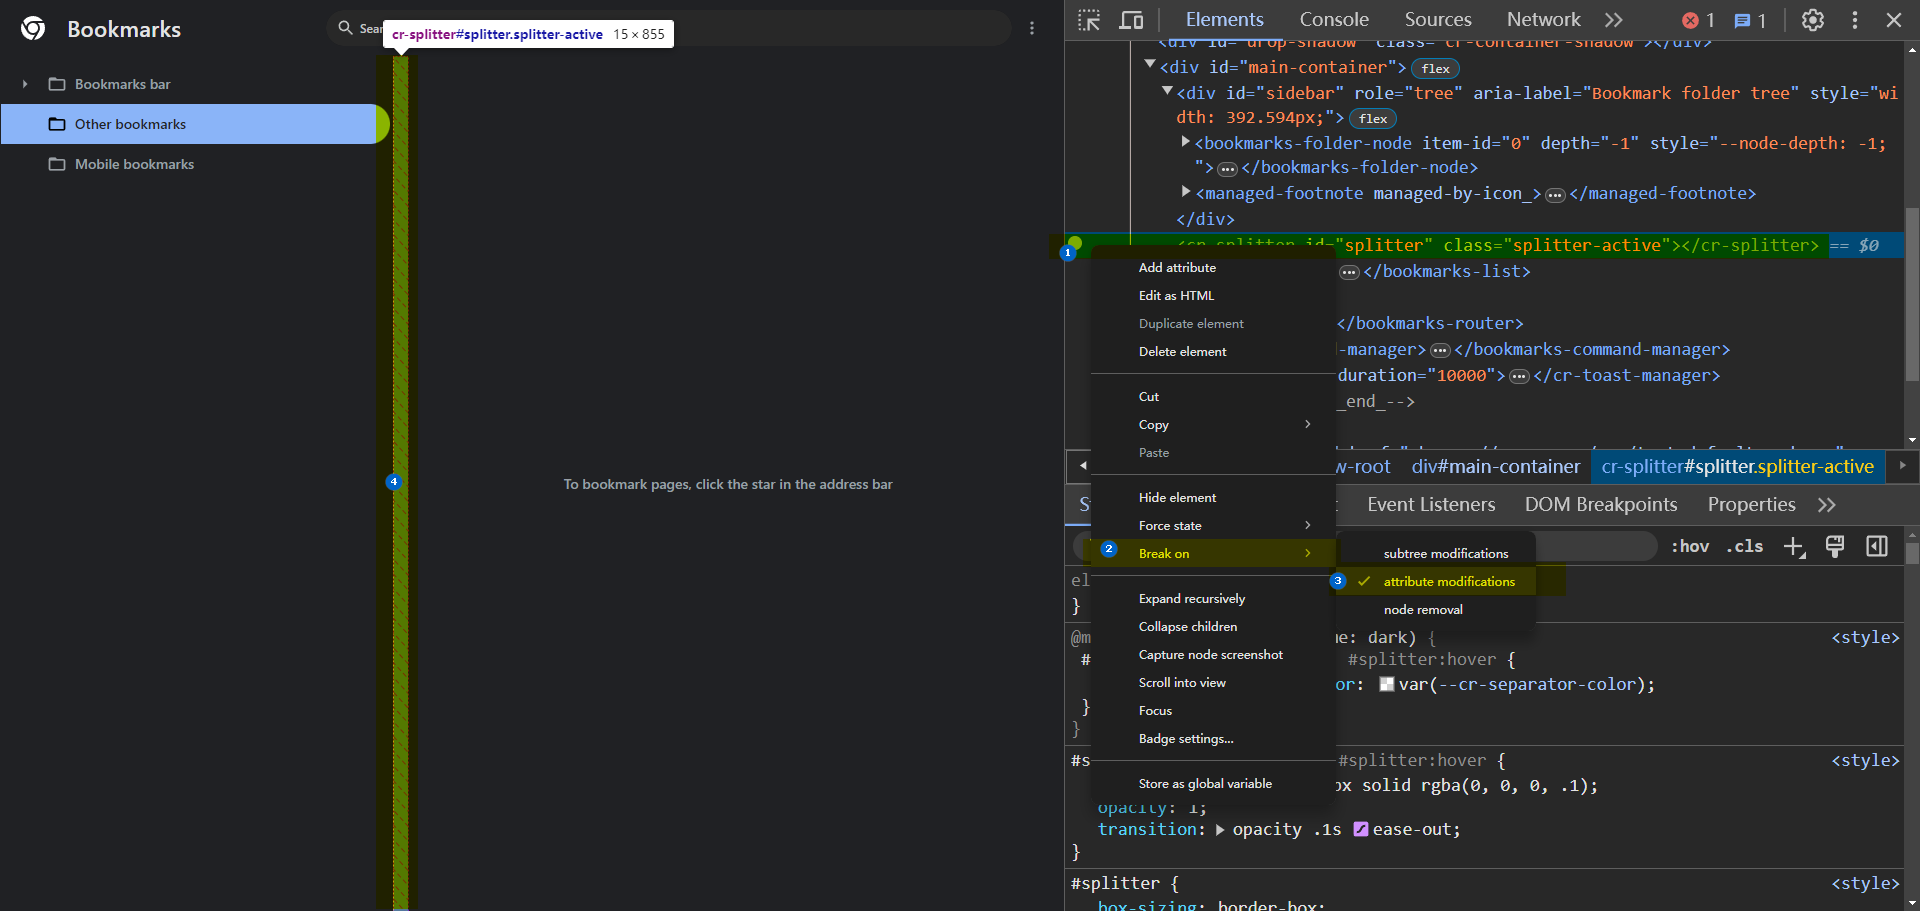 Bookmarks
Sear
cr-splitter#splitter.splitter-active 15 × 855
Bookmarks bar
Other bookmarks
Mobile bookmarks
To bookmark pages, click the star in the address bar
4
Elements Console Sources Network 1 1
<div id="drop-shadow" class="cr-container-shadow"></div>
<div id="main-container"> flex
<div id="sidebar" role="tree" aria-label="Bookmark folder tree" style="wi
dth: 392.594px;"> flex
<bookmarks-folder-node item-id="0" depth="-1" style="--node-depth: -1;
"> … </bookmarks-folder-node>
<managed-footnote managed-by-icon_> … </managed-footnote>
</div>
<cr-splitter id="splitter" class="splitter-active"></cr-splitter> == $0
1
… </bookmarks-list>
</bookmarks-router>
-manager> … </bookmarks-command-manager>
duration="10000"> … </cr-toast-manager>
_end_-->
Add attribute
Edit as HTML
Duplicate element
Delete element
Cut
Copy
Paste
Hide element
Force state
2 Break on
Expand recursively
Collapse children
Capture node screenshot
Scroll into view
Focus
Badge settings...
Store as global variable
subtree modifications
3 attribute modifications
node removal
w-root div#main-container cr-splitter#splitter.splitter-active
St t Event Listeners DOM Breakpoints Properties
:hov .cls
el
}
@m e: dark) { <style>
# #splitter:hover {
or: var(--cr-separator-color);
}
}
#s #splitter:hover { <style>
px solid rgba(0, 0, 0, .1);
opacity: 1;
transition: opacity .1s ease-out;
}
#splitter { <style>
box-sizing: border-box;